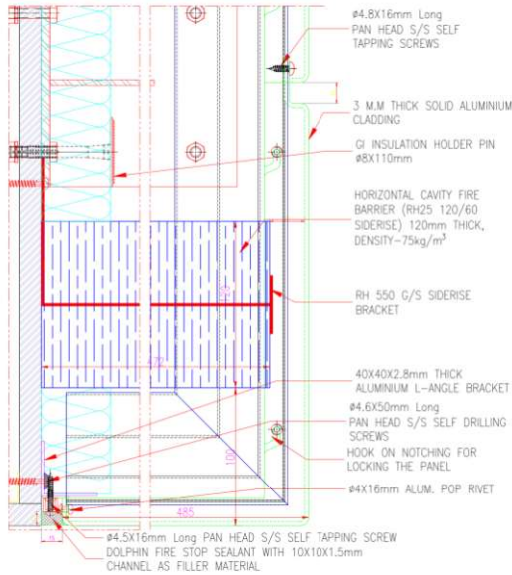 ø4.8X16mm Long
PAN HEAD S/S SELF
TAPPING SCREWS
3 M.M THICK SOLID ALUMINIUM
CLADDING
GI INSULATION HOLDER PIN
ø8X110mm
HORIZONTAL CAVITY FIRE
BARRIER (RH25 120/60
SIDERISE) 120mm THICK,
DENSITY-75kg/m³
RH 550 G/S SIDERISE
BRACKET
470
40X40X2.8mm THICK
ALUMINIUM L-ANGLE BRACKET
ø4.6X50mm Long
PAN HEAD S/S SELF DRILLING
SCREWS
100
HOOK ON NOTCHING FOR
LOCKING THE PANEL
ø4X16mm ALUM. POP RIVET
485
ø4.5X16mm Long PAN HEAD S/S SELF TAPPING SCREW
DOLPHIN FIRE STOP SEALANT WITH 10X10X1.5mm
CHANNEL AS FILLER MATERIAL